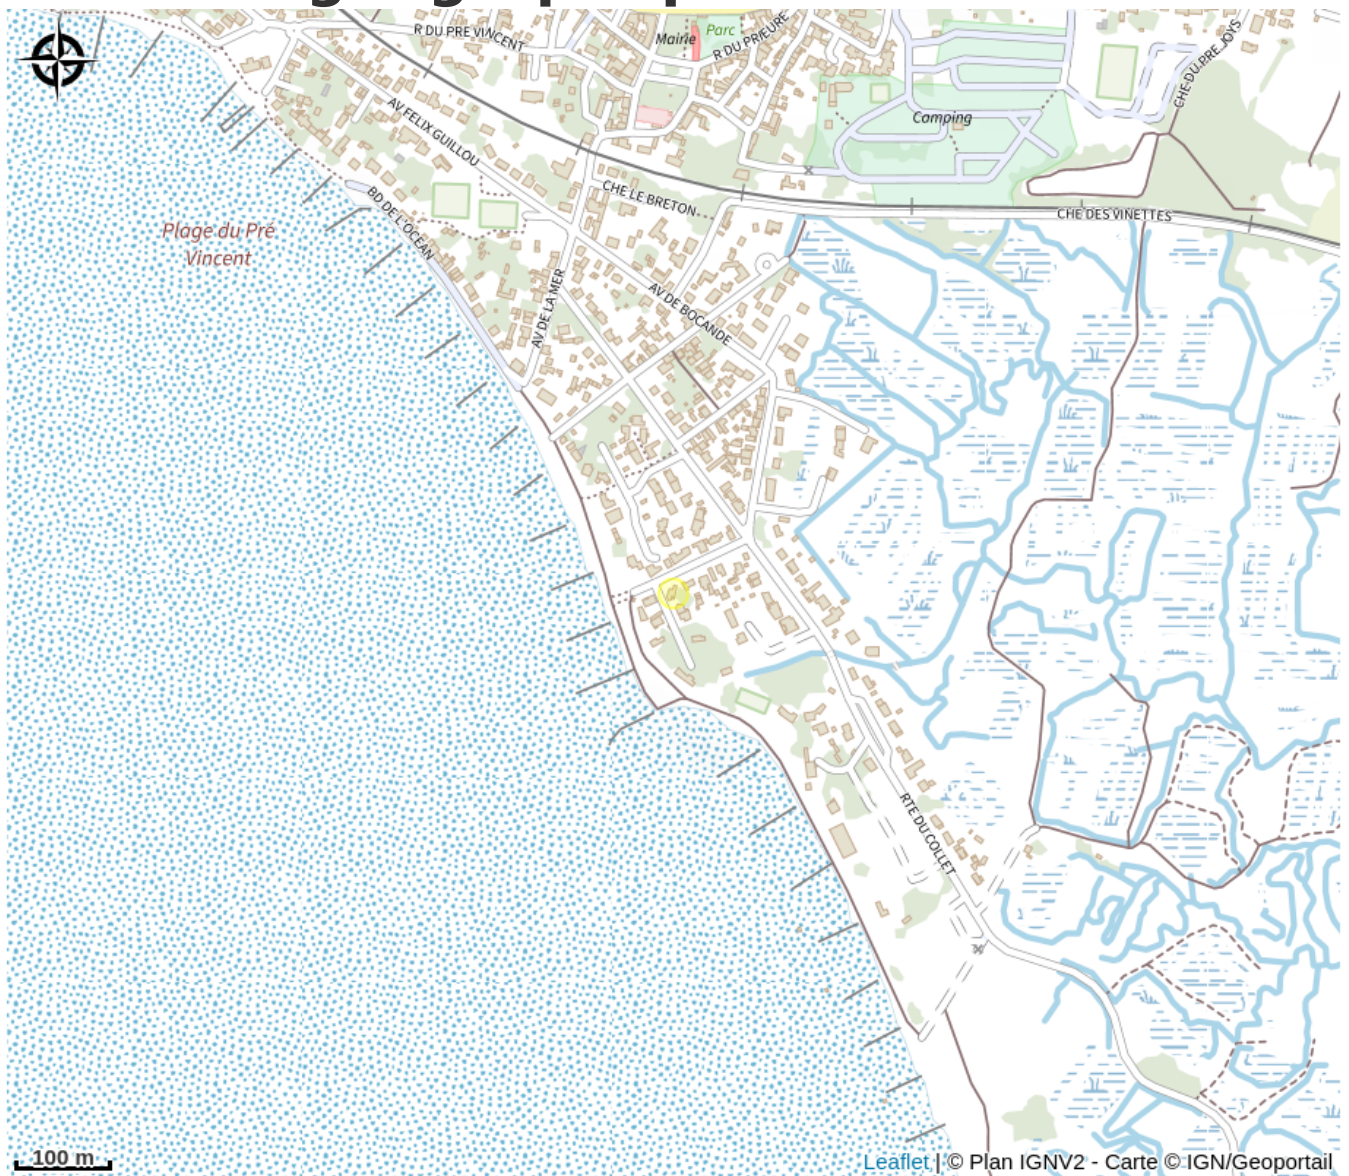 R DU PRE VINCENT
Mairie
Parc
R DU PRIEURE
CHE DU PRE JOYS
AV FELIX GUILLOU
Camping
CHE LE BRETON
BD DE L'OCEAN
CHE DES VINETTES
Plage du Pré
Vincent
AV DE LA MER
AV DE BOCANDE
RTE DU COLLET
100 m
Leaflet | © Plan IGNV2 - Carte © IGN/Geoportail